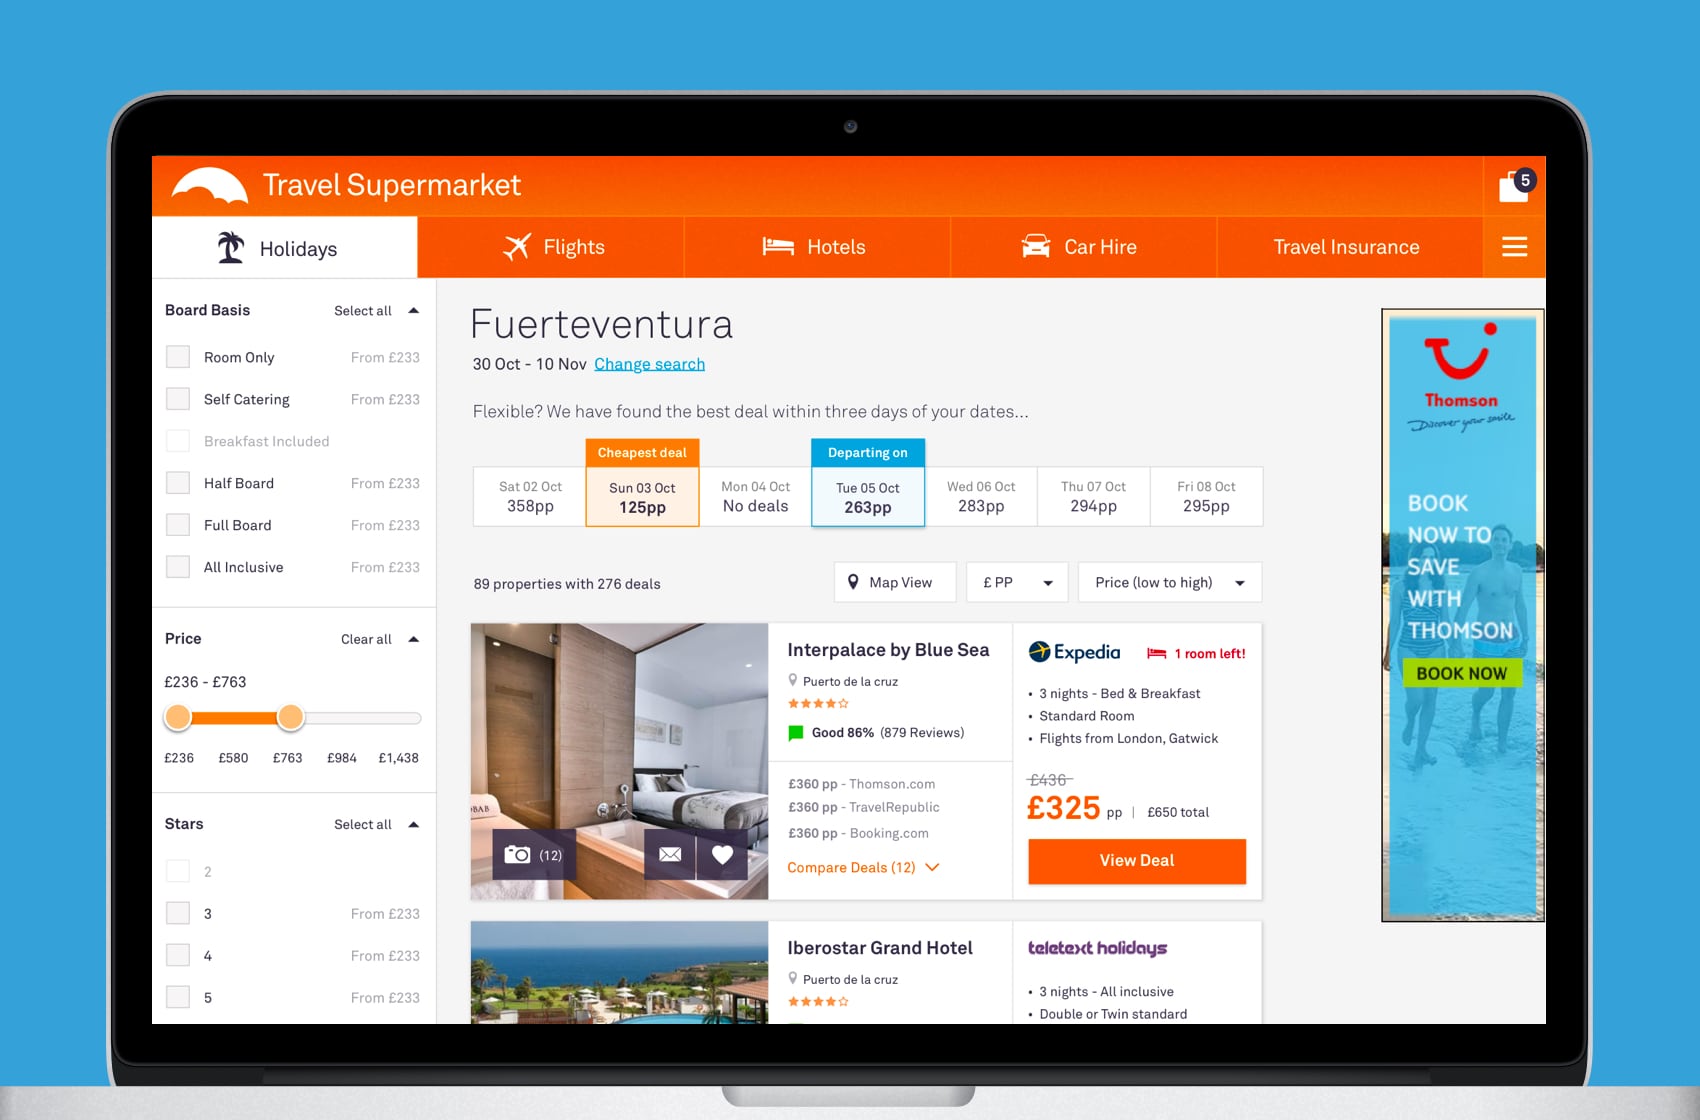 Travel Supermarket
5
Holidays
Flights
Hotels
Car Hire
Travel Insurance
Board Basis Select all
Room Only From £233
Self Catering From £233
Breakfast Included
Half Board From £233
Full Board From £233
All Inclusive From £233
Price Clear all
£236 - £763
£236 £580 £763 £984 £1,438
Stars Select all
2
3 From £233
4 From £233
5 From £233
Fuerteventura
30 Oct - 10 Nov Change search
Flexible? We have found the best deal within three days of your dates...
Cheapest deal Departing on
Sat 02 Oct Sun 03 Oct Mon 04 Oct Tue 05 Oct Wed 06 Oct Thu 07 Oct Fri 08 Oct
358pp 125pp No deals 263pp 283pp 294pp 295pp
89 properties with 276 deals
Map View
£ PP
Price (low to high)
(12)
Interpalace by Blue Sea
Puerto de la cruz
Good 86% (879 Reviews)
£360 pp - Thomson.com
£360 pp - TravelRepublic
£360 pp - Booking.com
Compare Deals (12)
Expedia
1 room left!
• 3 nights - Bed & Breakfast
• Standard Room
• Flights from London, Gatwick
£436
£325 pp | £650 total
View Deal
Iberostar Grand Hotel
Puerto de la cruz
teletext holidays
• 3 nights - All inclusive
• Double or Twin standard
Thomson
Discover your smile
BOOK
NOW TO
SAVE
WITH
THOMSON
BOOK NOW